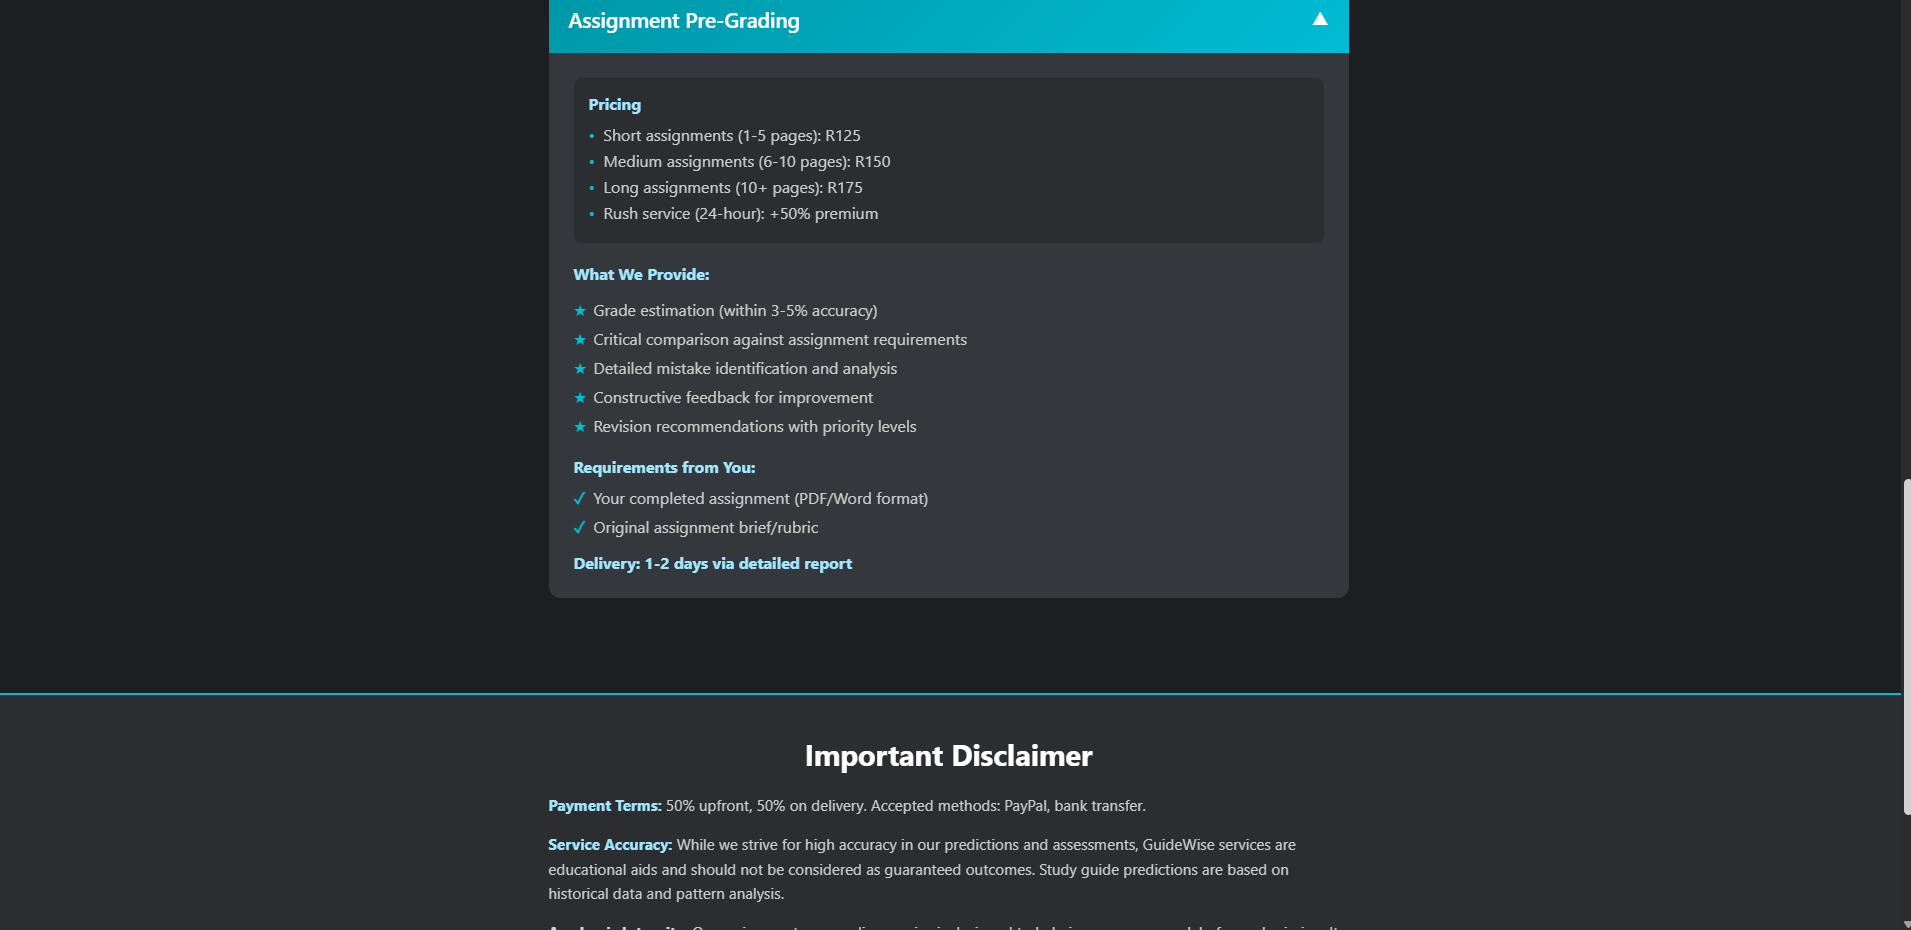 Assignment Pre-Grading
Pricing
Short assignments (1-5 pages): R125
Medium assignments (6-10 pages): R150
Long assignments (10+ pages): R175
Rush service (24-hour): +50% premium
What We Provide:
Grade estimation (within 3-5% accuracy)
Critical comparison against assignment requirements
Detailed mistake identification and analysis
Constructive feedback for improvement
Revision recommendations with priority levels
Requirements from You:
Your completed assignment (PDF/Word format)
Original assignment brief/rubric
Delivery: 1-2 days via detailed report
Important Disclaimer
Payment Terms: 50% upfront, 50% on delivery. Accepted methods: PayPal, bank transfer.
Service Accuracy: While we strive for high accuracy in our predictions and assessments, GuideWise services are
educational aids and should not be considered as guaranteed outcomes. Study guide predictions are based on
historical data and pattern analysis.